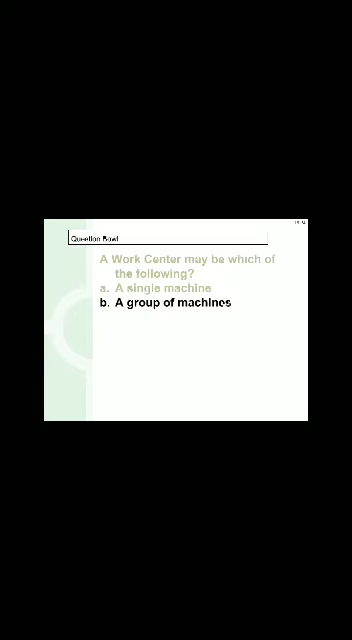 Question Bowl
A Work Center may be which of
the following?
a. A single machine
b. A group of machines